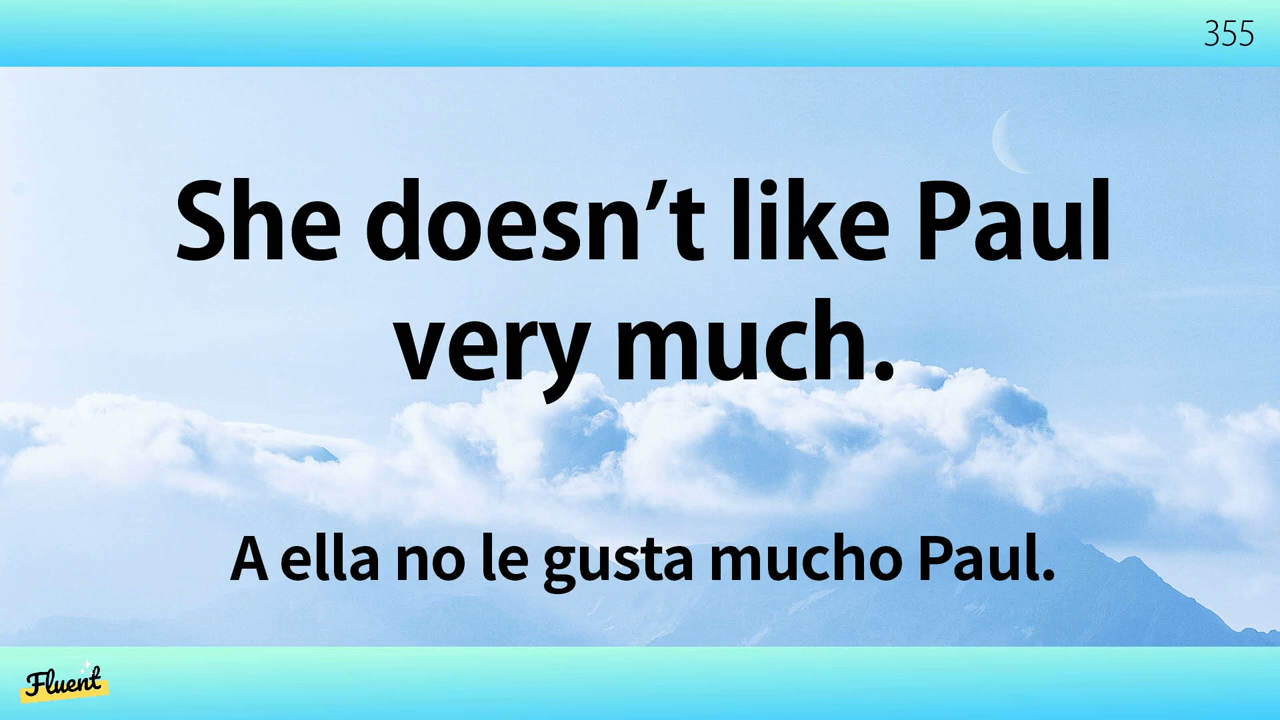 355
She doesn’t like Paul
very much.
A ella no le gusta mucho Paul.
Fluent